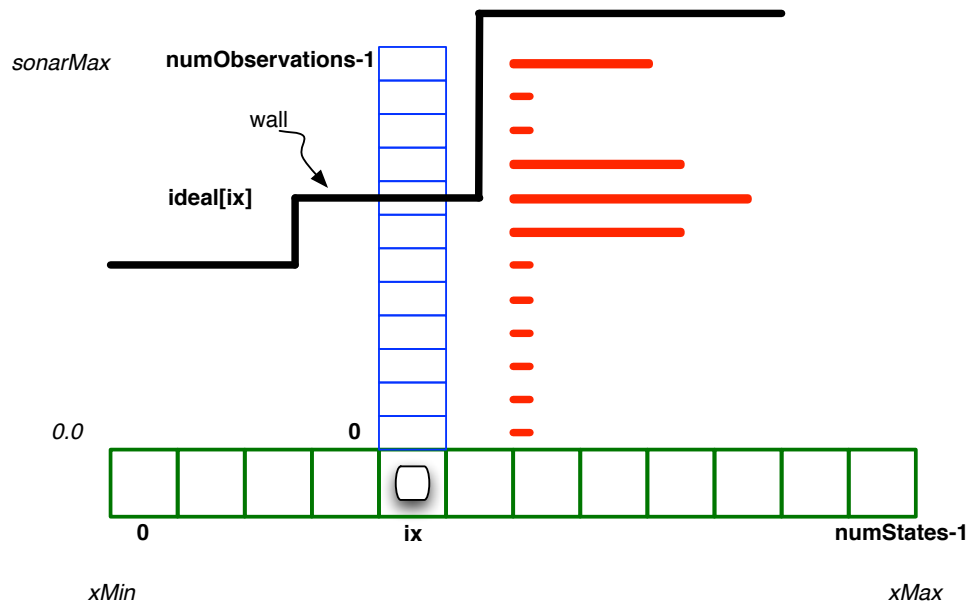 sonarMax
numObservations-1
wall
ideal[ix]
0.0
0
0
ix
numStates-1
xMin
xMax